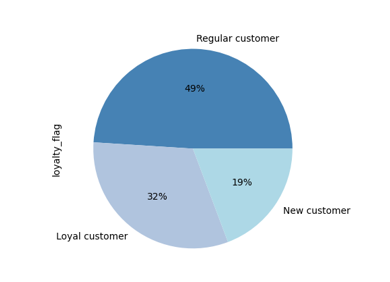 Regular customer
49%
loyalty_flag
32%
19%
New customer
Loyal customer